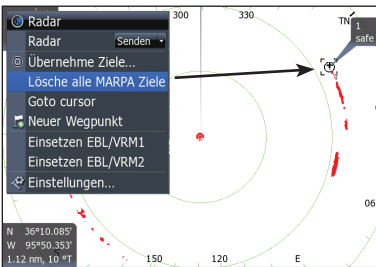 Radar
Radar Senden
Übernehme Ziele...
Lösche alle MARPA Ziele
Goto cursor
Neuer Wegpunkt
Einsetzen EBL/VRM1
Einsetzen EBL/VRM2
Einstellungen...
300
330
TN
1
safe
06
N 36°10.085'
W 95°50.353'
1.12 nm, 10 °T
150
120
E